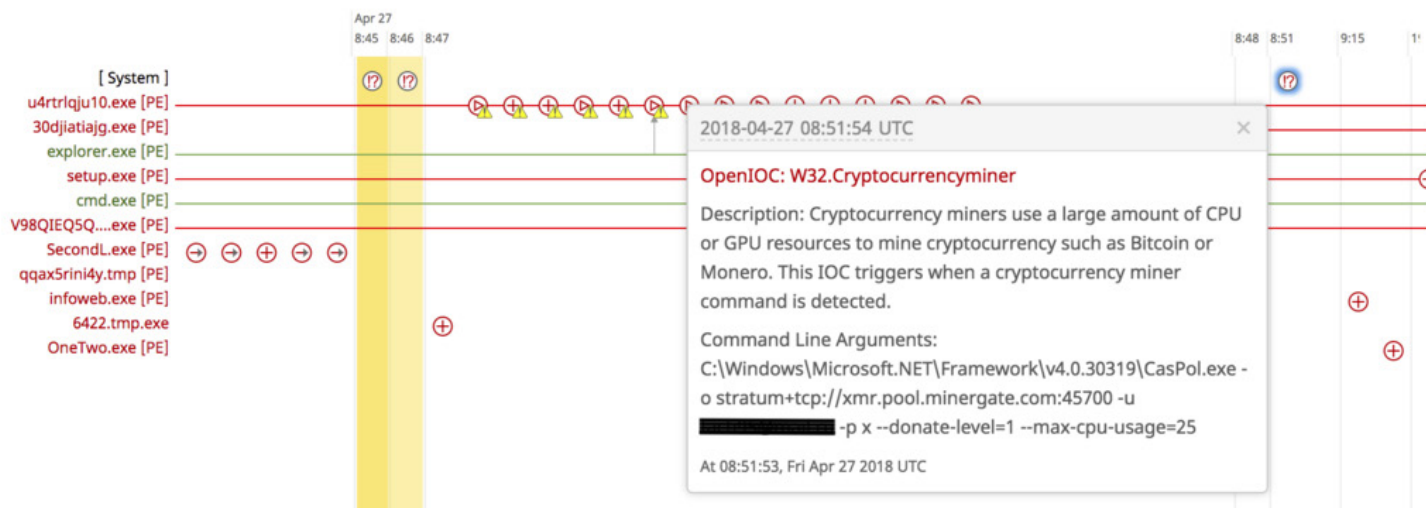 Apr 27
8:45 8:46 8:47 8:48 8:51 9:15
[ System ]
u4rtrlqju10.exe [PE]
30djiatiajg.exe [PE]
explorer.exe [PE]
setup.exe [PE]
cmd.exe [PE]
V98QIEQ5Q....exe [PE]
SecondL.exe [PE]
qqax5rini4y.tmp [PE]
infoweb.exe [PE]
6422.tmp.exe
OneTwo.exe [PE]
2018-04-27 08:51:54 UTC
OpenIOC: W32.Cryptocurrencyminer
Description: Cryptocurrency miners use a large amount of CPU
or GPU resources to mine cryptocurrency such as Bitcoin or
Monero. This IOC triggers when a cryptocurrency miner
command is detected.
Command Line Arguments:
C:\Windows\Microsoft.NET\Framework\v4.0.30319\CasPol.exe -
o stratum+tcp://xmr.pool.minergate.com:45700 -u
-p x --donate-level=1 --max-cpu-usage=25
At 08:51:53, Fri Apr 27 2018 UTC